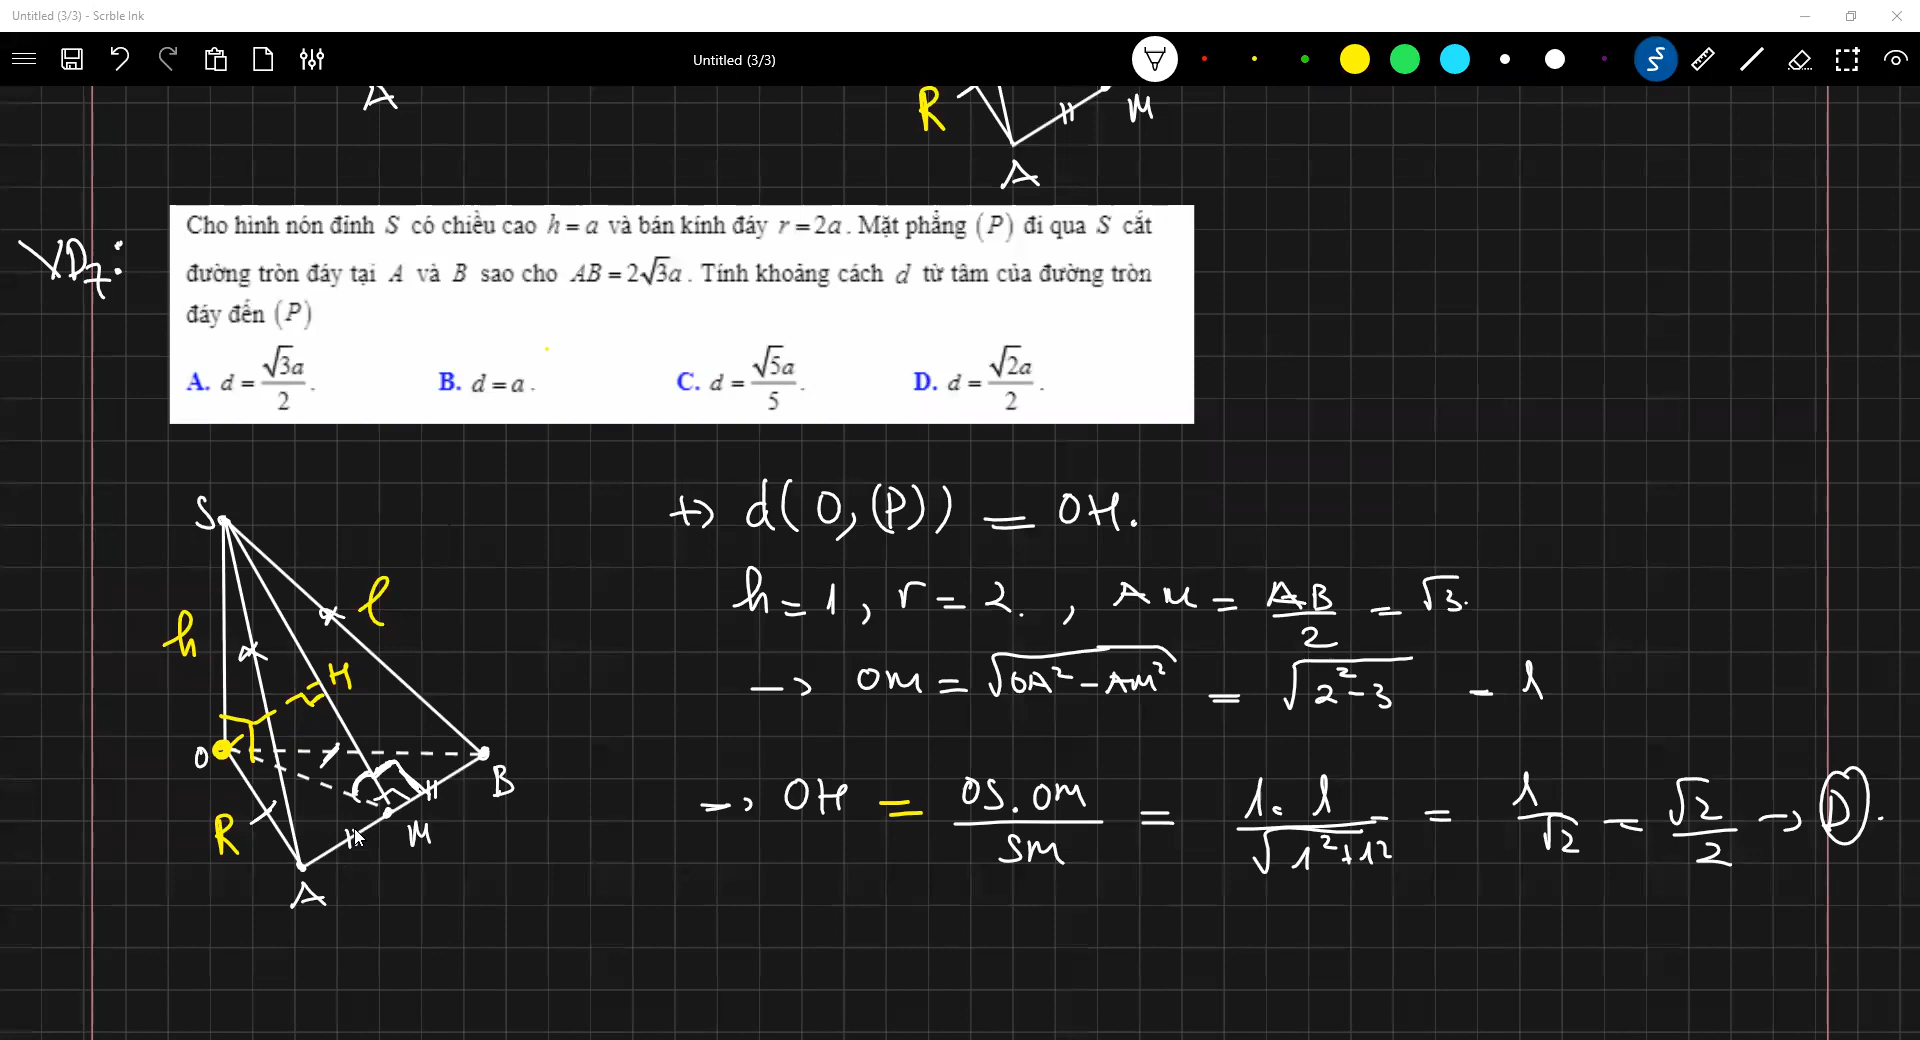 Untitled (3/3) - Scrble Ink
Untitled (3/3)
A
R
M
A
VD7:
Cho hình nón đỉnh S có chiều cao h = a và bán kính đáy r = 2a. Mặt phẳng (P) đi qua S cắt
đường tròn đáy tại A và B sao cho AB = 2√3a. Tính khoảng cách d từ tâm của đường tròn
đáy đến (P)
A. d = √3a/2. B. d = a. C. d = √5a/5. D. d = √2a/2.
S
h
l
H
O
B
R
M
A
+) d(O,(P)) = OH.
h = 1, r = 2., AM = AB/2 = √3.
-> OM = √(OA² - AM²) = √(2² - 3) = 1
-> OH = OS.OM/SM = 1.1/√(1²+1²) = 1/√2 = √2/2 -> D.